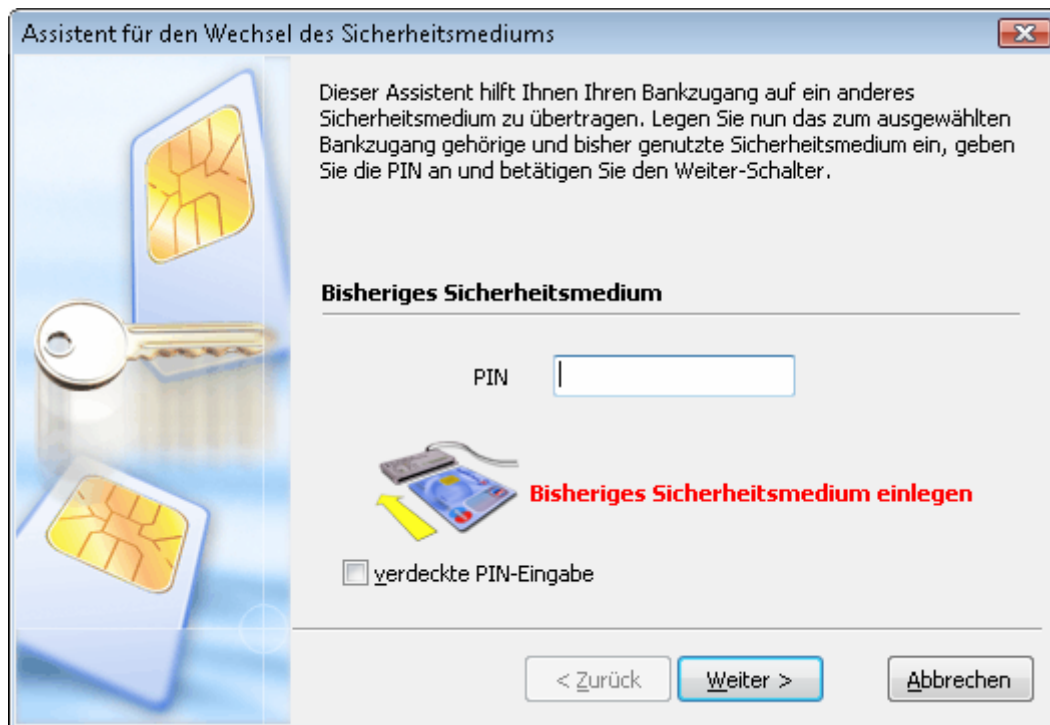 Assistent für den Wechsel des Sicherheitsmediums
Dieser Assistent hilft Ihnen Ihren Bankzugang auf ein anderes
Sicherheitsmedium zu übertragen. Legen Sie nun das zum ausgewählten
Bankzugang gehörige und bisher genutzte Sicherheitsmedium ein, geben
Sie die PIN an und betätigen Sie den Weiter-Schalter.
Bisheriges Sicherheitsmedium
PIN
Bisheriges Sicherheitsmedium einlegen
verdeckte PIN-Eingabe
< Zurück
Weiter >
Abbrechen